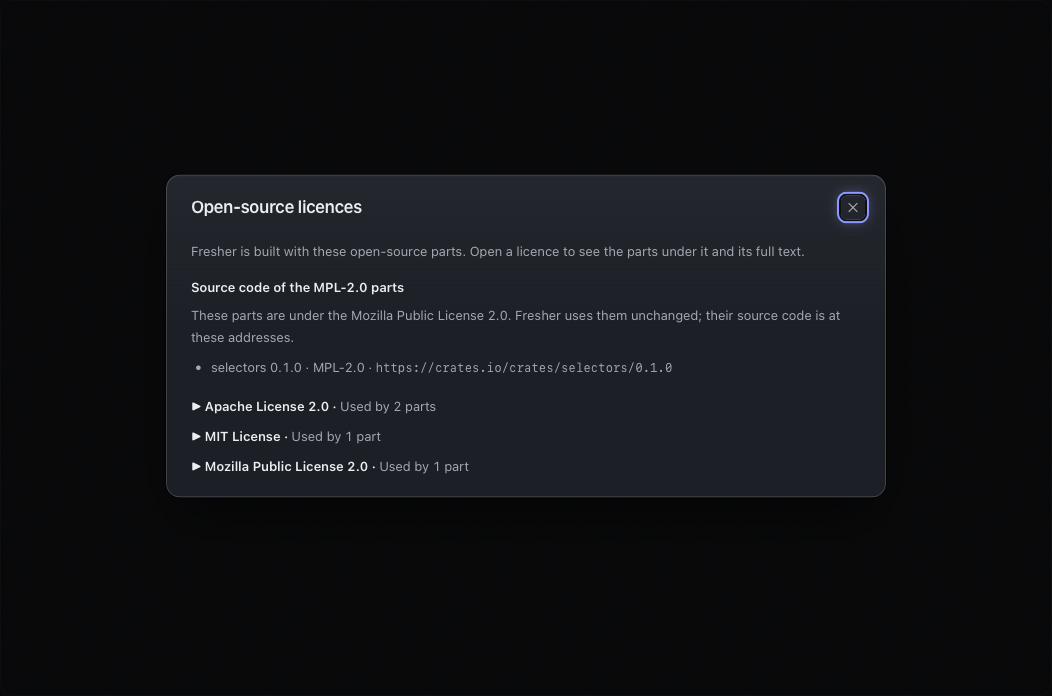 Open-source licences
Fresher is built with these open-source parts. Open a licence to see the parts under it and its full text.
Source code of the MPL-2.0 parts
These parts are under the Mozilla Public License 2.0. Fresher uses them unchanged; their source code is at
these addresses.
• selectors 0.1.0 · MPL-2.0 · https://crates.io/crates/selectors/0.1.0
▶ Apache License 2.0 · Used by 2 parts
▶ MIT License · Used by 1 part
▶ Mozilla Public License 2.0 · Used by 1 part